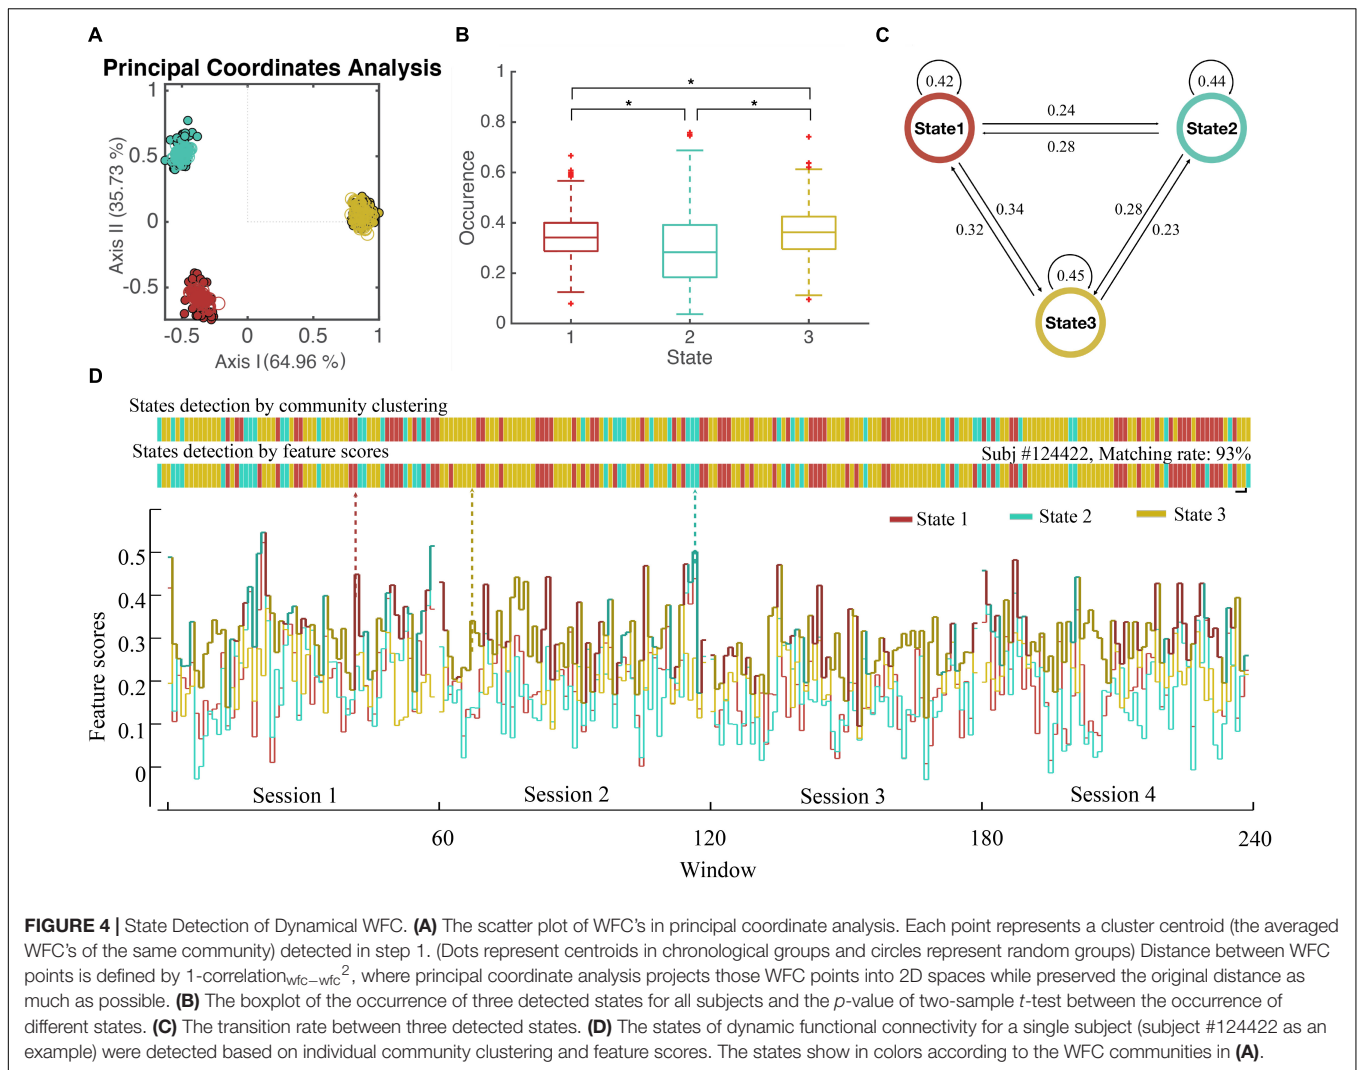 A
Principal Coordinates Analysis
1
0.5
0
-0.5
Axis II (35.73 %)
-0.5
0
0.5
1
Axis I (64.96 %)
B
1
0.8
0.6
0.4
0.2
0
Occurence
*
*
*
1
2
3
State
C
0.42
0.44
State1
State2
0.24
0.28
0.34
0.32
0.28
0.23
0.45
State3
D
States detection by community clustering
States detection by feature scores
Subj #124422, Matching rate: 93%
State 1
State 2
State 3
0.5
0.4
0.3
0.2
0.1
0
Feature scores
Session 1
Session 2
Session 3
Session 4
60
120
180
240
Window
FIGURE 4 | State Detection of Dynamical WFC. (A) The scatter plot of WFC's in principal coordinate analysis. Each point represents a cluster centroid (the averaged
WFC's of the same community) detected in step 1. (Dots represent centroids in chronological groups and circles represent random groups) Distance between WFC
points is defined by 1-correlationwfc−wfc², where principal coordinate analysis projects those WFC points into 2D spaces while preserved the original distance as
much as possible. (B) The boxplot of the occurrence of three detected states for all subjects and the p-value of two-sample t-test between the occurrence of
different states. (C) The transition rate between three detected states. (D) The states of dynamic functional connectivity for a single subject (subject #124422 as an
example) were detected based on individual community clustering and feature scores. The states show in colors according to the WFC communities in (A).